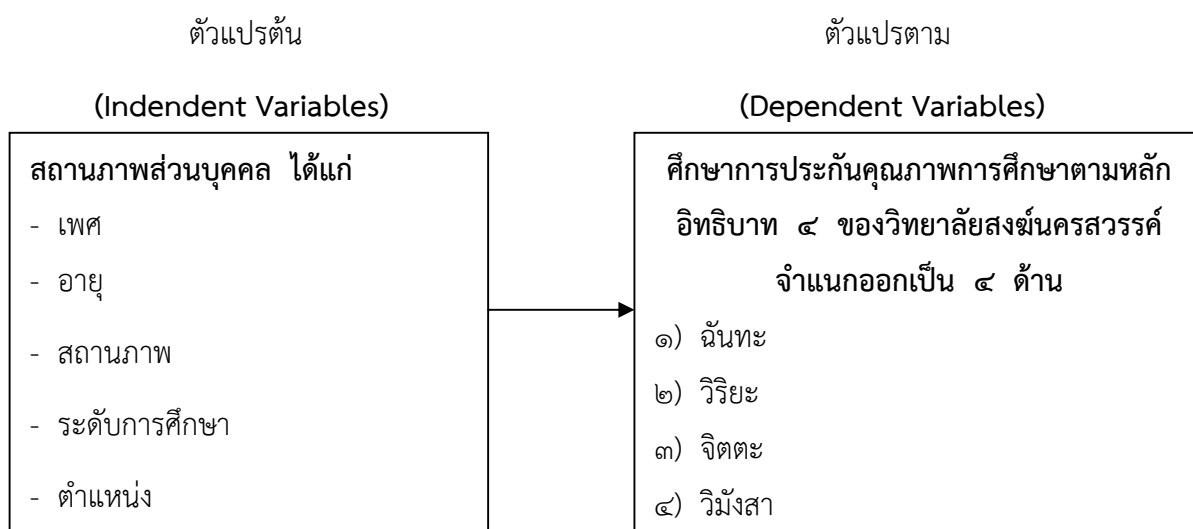 ตัวแปรต้น
(Indendent Variables)
สถานภาพส่วนบุคคล ได้แก่
- เพศ
- อายุ
- สถานภาพ
- ระดับการศึกษา
- ตำแหน่ง
ตัวแปรตาม
(Dependent Variables)
ศึกษาการประกันคุณภาพการศึกษาตามหลัก
อิทธิบาท ๔ ของวิทยาลัยสงฆ์นครสวรรค์
จำแนกออกเป็น ๔ ด้าน
๑) ฉันทะ
๒) วิริยะ
๓) จิตตะ
๔) วิมังสา